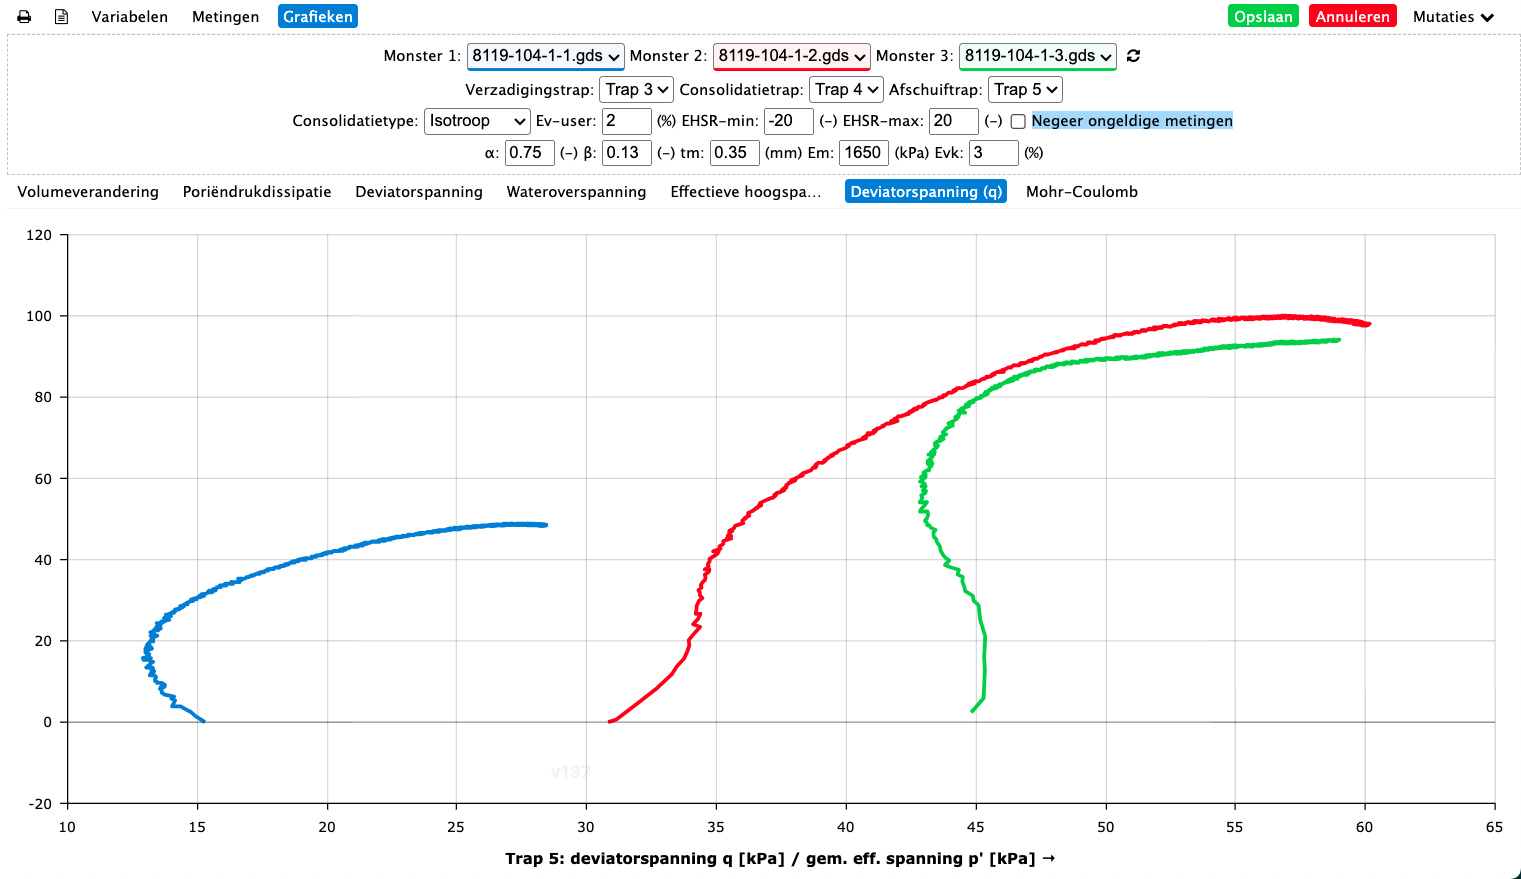 Variabelen Metingen Grafieken Opslaan Annuleren Mutaties
Monster 1: 8119-104-1-1.gds Monster 2: 8119-104-1-2.gds Monster 3: 8119-104-1-3.gds
Verzadigingstrap: Trap 3 Consolidatietrap: Trap 4 Afschuiftrap: Trap 5
Consolidatietype: Isotroop Ev-user: 2 (%) EHSR-min: -20 (-) EHSR-max: 20 (-) Negeer ongeldige metingen
α: 0.75 (-) β: 0.13 (-) tm: 0.35 (mm) Em: 1650 (kPa) Evk: 3 (%)
Volumeverandering Poriëndrukdissipatie Deviatorspanning Wateroverspanning Effectieve hoogspa... Deviatorspanning (q) Mohr-Coulomb
120
100
80
60
40
20
0
v137
-20
10 15 20 25 30 35 40 45 50 55 60 65
Trap 5: deviatorspanning q [kPa] / gem. eff. spanning p' [kPa] →